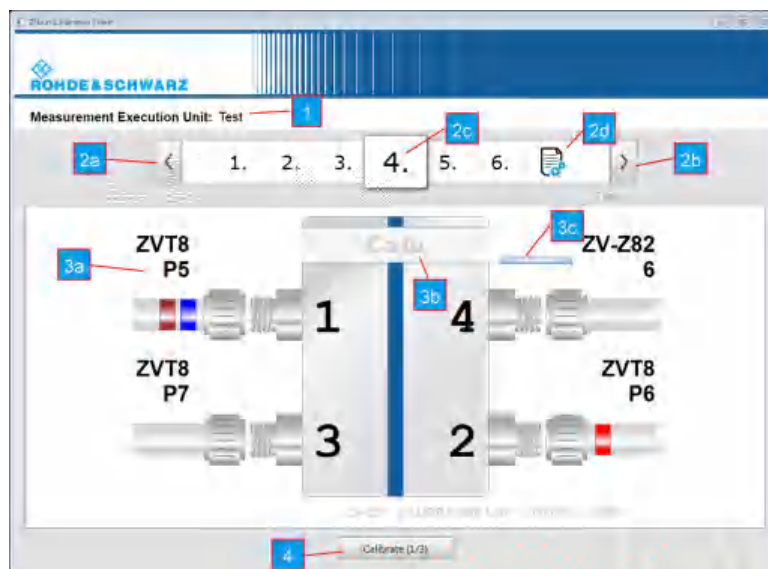 ROHDE&SCHWARZ
Measurement Execution Unit: Test
1
2a
2b
2c
2d
1. 2. 3. 4. 5. 6.
3a
3b
3c
ZVT8
P5
ZV-Z82
6
1
4
ZVT8
P7
ZVT8
P6
3
2
4
Calibrate (1/3)